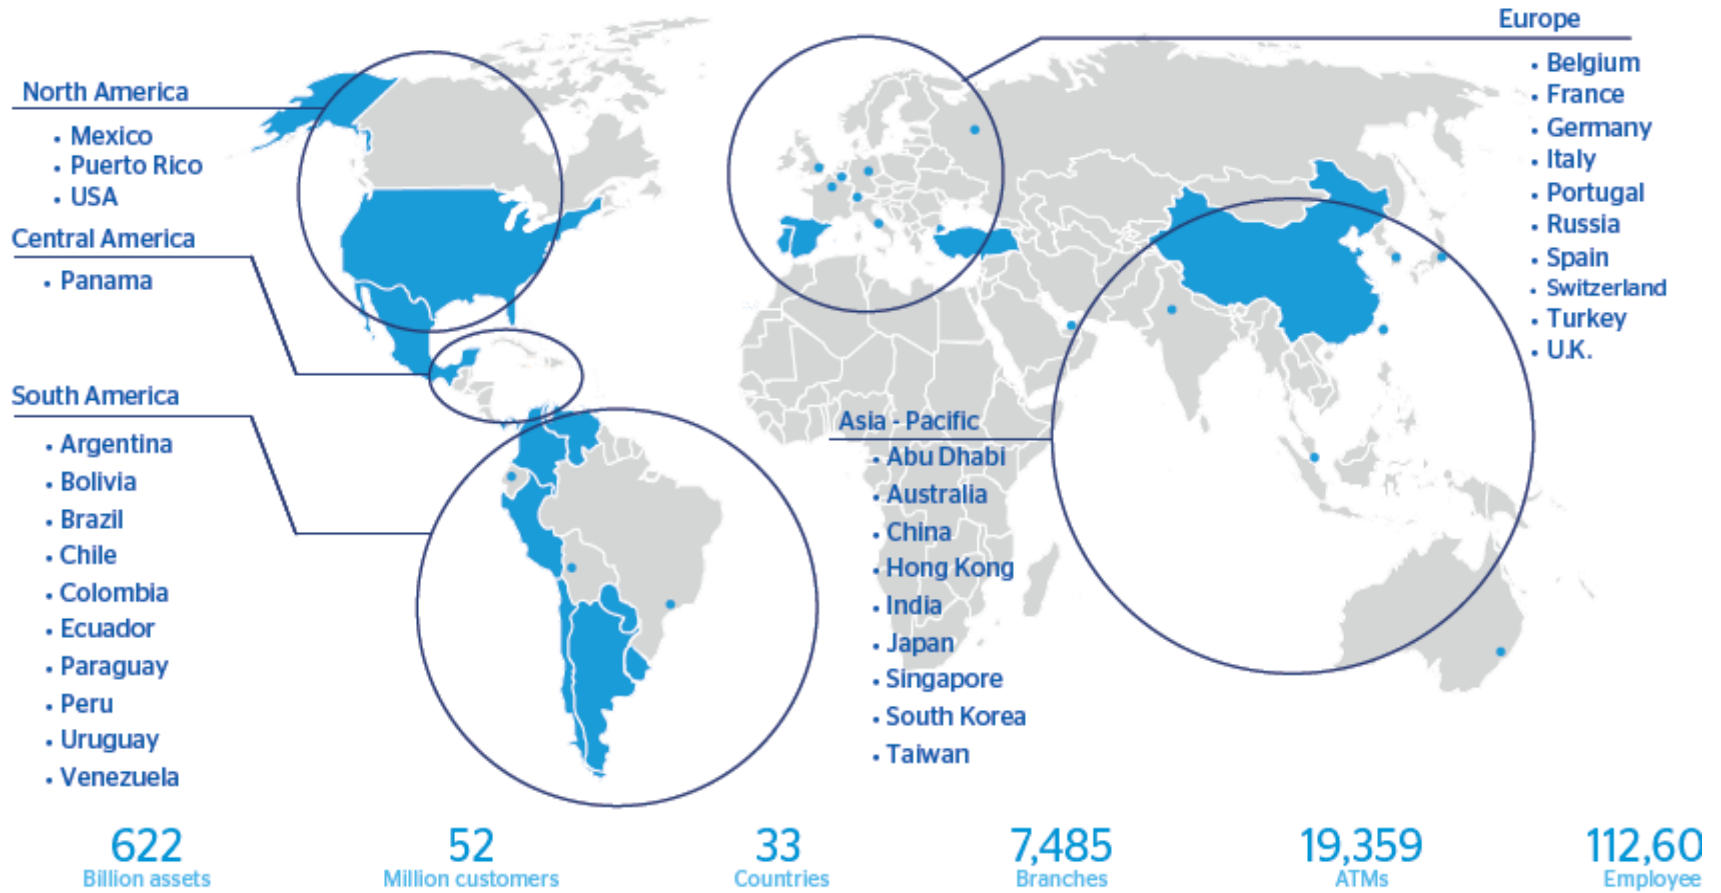 North America
• Mexico
• Puerto Rico
• USA
Central America
• Panama
South America
• Argentina
• Bolivia
• Brazil
• Chile
• Colombia
• Ecuador
• Paraguay
• Peru
• Uruguay
• Venezuela
Europe
• Belgium
• France
• Germany
• Italy
• Portugal
• Russia
• Spain
• Switzerland
• Turkey
• U.K.
Asia - Pacific
• Abu Dhabi
• Australia
• China
• Hong Kong
• India
• Japan
• Singapore
• South Korea
• Taiwan
622
Billion assets
52
Million customers
33
Countries
7,485
Branches
19,359
ATMs
112,60
Employee